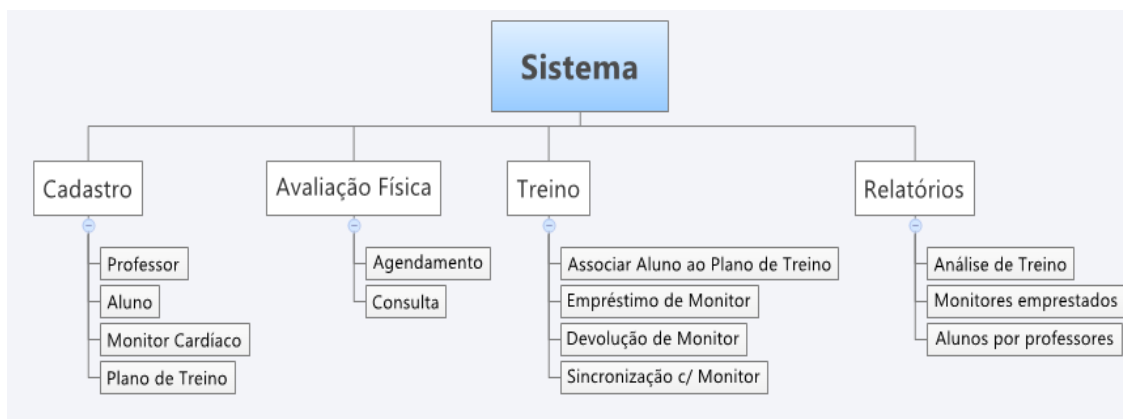 Sistema
Cadastro
Avaliação Física
Treino
Relatórios
Professor
Aluno
Monitor Cardíaco
Plano de Treino
Agendamento
Consulta
Associar Aluno ao Plano de Treino
Empréstimo de Monitor
Devolução de Monitor
Sincronização c/ Monitor
Análise de Treino
Monitores emprestados
Alunos por professores